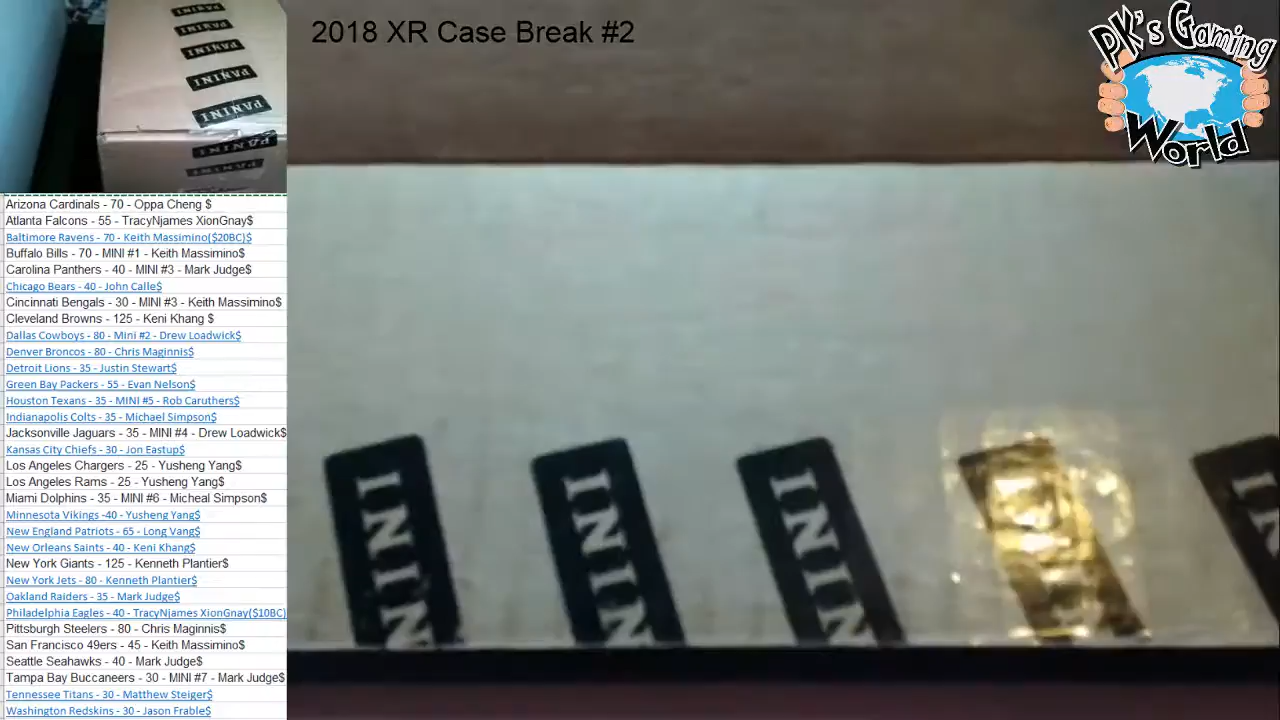 2018 XR Case Break #2
PK's Gaming
World
PANINI
PANINI
PANINI
PANINI
PANINI
PANINI
PANINI
Arizona Cardinals - 70 - Oppa Cheng $
Atlanta Falcons - 55 - TracyNjames XionGnay$
Baltimore Ravens - 70 - Keith Massimino($20BC)$
Buffalo Bills - 70 - MINI #1 - Keith Massimino$
Carolina Panthers - 40 - MINI #3 - Mark Judge$
Chicago Bears - 40 - John Calle$
Cincinnati Bengals - 30 - MINI #3 - Keith Massimino$
Cleveland Browns - 125 - Keni Khang $
Dallas Cowboys - 80 - Mini #2 - Drew Loadwick$
Denver Broncos - 80 - Chris Maginnis$
Detroit Lions - 35 - Justin Stewart$
Green Bay Packers - 55 - Evan Nelson$
Houston Texans - 35 - MINI #5 - Rob Caruthers$
Indianapolis Colts - 35 - Michael Simpson$
Jacksonville Jaguars - 35 - MINI #4 - Drew Loadwick$
Kansas City Chiefs - 30 - Jon Eastup$
Los Angeles Chargers - 25 - Yusheng Yang$
Los Angeles Rams - 25 - Yusheng Yang$
Miami Dolphins - 35 - MINI #6 - Micheal Simpson$
Minnesota Vikings -40 - Yusheng Yang$
New England Patriots - 65 - Long Vang$
New Orleans Saints - 40 - Keni Khang$
New York Giants - 125 - Kenneth Plantier$
New York Jets - 80 - Kenneth Plantier$
Oakland Raiders - 35 - Mark Judge$
Philadelphia Eagles - 40 - TracyNjames XionGnay($10BC)
Pittsburgh Steelers - 80 - Chris Maginnis$
San Francisco 49ers - 45 - Keith Massimino$
Seattle Seahawks - 40 - Mark Judge$
Tampa Bay Buccaneers - 30 - MINI #7 - Mark Judge$
Tennessee Titans - 30 - Matthew Steiger$
Washington Redskins - 30 - Jason Frable$
INI
INI
INI